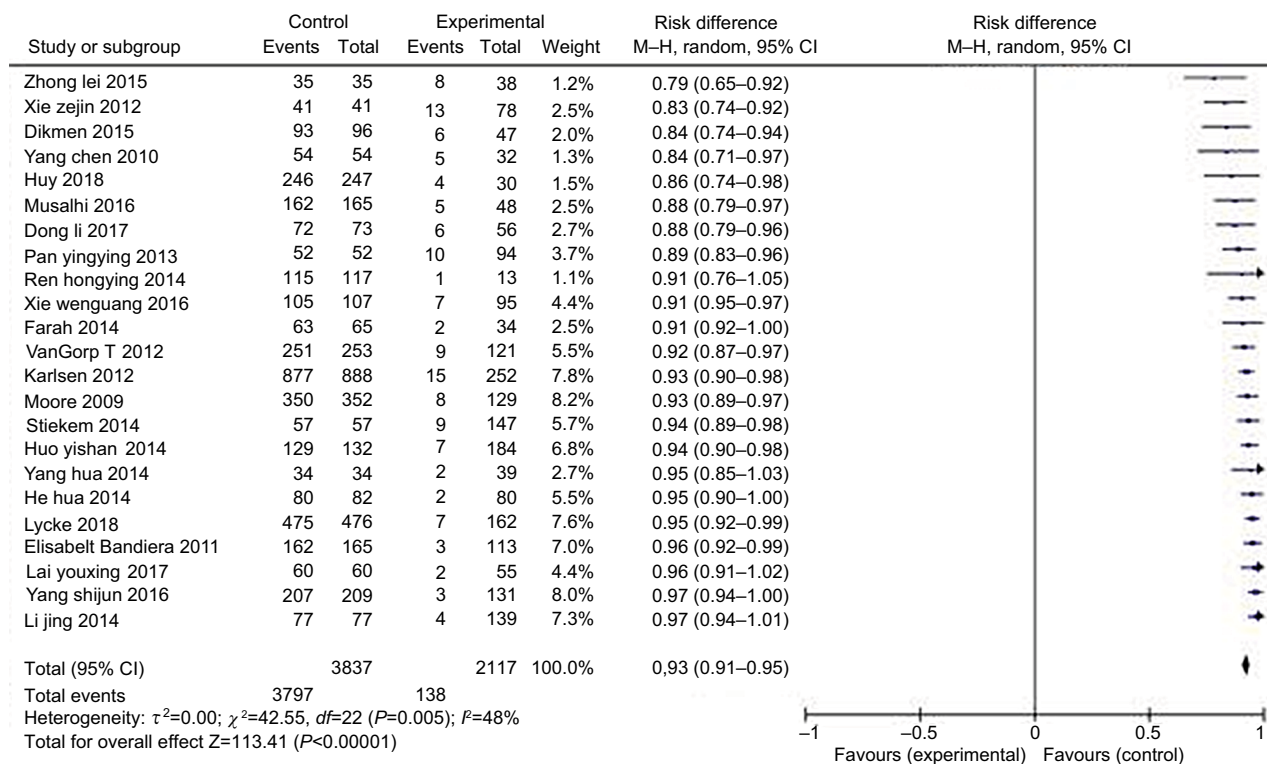 Control Experimental Risk difference Risk difference
Study or subgroup Events Total Events Total Weight M–H, random, 95% CI M–H, random, 95% CI
Zhong lei 2015 35 35 8 38 1.2% 0.79 (0.65–0.92)
Xie zejin 2012 41 41 13 78 2.5% 0.83 (0.74–0.92)
Dikmen 2015 93 96 6 47 2.0% 0.84 (0.74–0.94)
Yang chen 2010 54 54 5 32 1.3% 0.84 (0.71–0.97)
Huy 2018 246 247 4 30 1.5% 0.86 (0.74–0.98)
Musalhi 2016 162 165 5 48 2.5% 0.88 (0.79–0.97)
Dong li 2017 72 73 6 56 2.7% 0.88 (0.79–0.96)
Pan yingying 2013 52 52 10 94 3.7% 0.89 (0.83–0.96)
Ren hongying 2014 115 117 1 13 1.1% 0.91 (0.76–1.05)
Xie wenguang 2016 105 107 7 95 4.4% 0.91 (0.95–0.97)
Farah 2014 63 65 2 34 2.5% 0.91 (0.92–1.00)
VanGorp T 2012 251 253 9 121 5.5% 0.92 (0.87–0.97)
Karlsen 2012 877 888 15 252 7.8% 0.93 (0.90–0.98)
Moore 2009 350 352 8 129 8.2% 0.93 (0.89–0.97)
Stiekem 2014 57 57 9 147 5.7% 0.94 (0.89–0.98)
Huo yishan 2014 129 132 7 184 6.8% 0.94 (0.90–0.98)
Yang hua 2014 34 34 2 39 2.7% 0.95 (0.85–1.03)
He hua 2014 80 82 2 80 5.5% 0.95 (0.90–1.00)
Lycke 2018 475 476 7 162 7.6% 0.95 (0.92–0.99)
Elisabelt Bandiera 2011 162 165 3 113 7.0% 0.96 (0.92–0.99)
Lai youxing 2017 60 60 2 55 4.4% 0.96 (0.91–1.02)
Yang shijun 2016 207 209 3 131 8.0% 0.97 (0.94–1.00)
Li jing 2014 77 77 4 139 7.3% 0.97 (0.94–1.01)
Total (95% CI) 3837 2117 100.0% 0,93 (0.91–0.95)
Total events 3797 138
Heterogeneity: τ²=0.00; χ²=42.55, df=22 (P=0.005); I²=48%
Total for overall effect Z=113.41 (P<0.00001)
–1 –0.5 0 0.5 1
Favours (experimental) Favours (control)